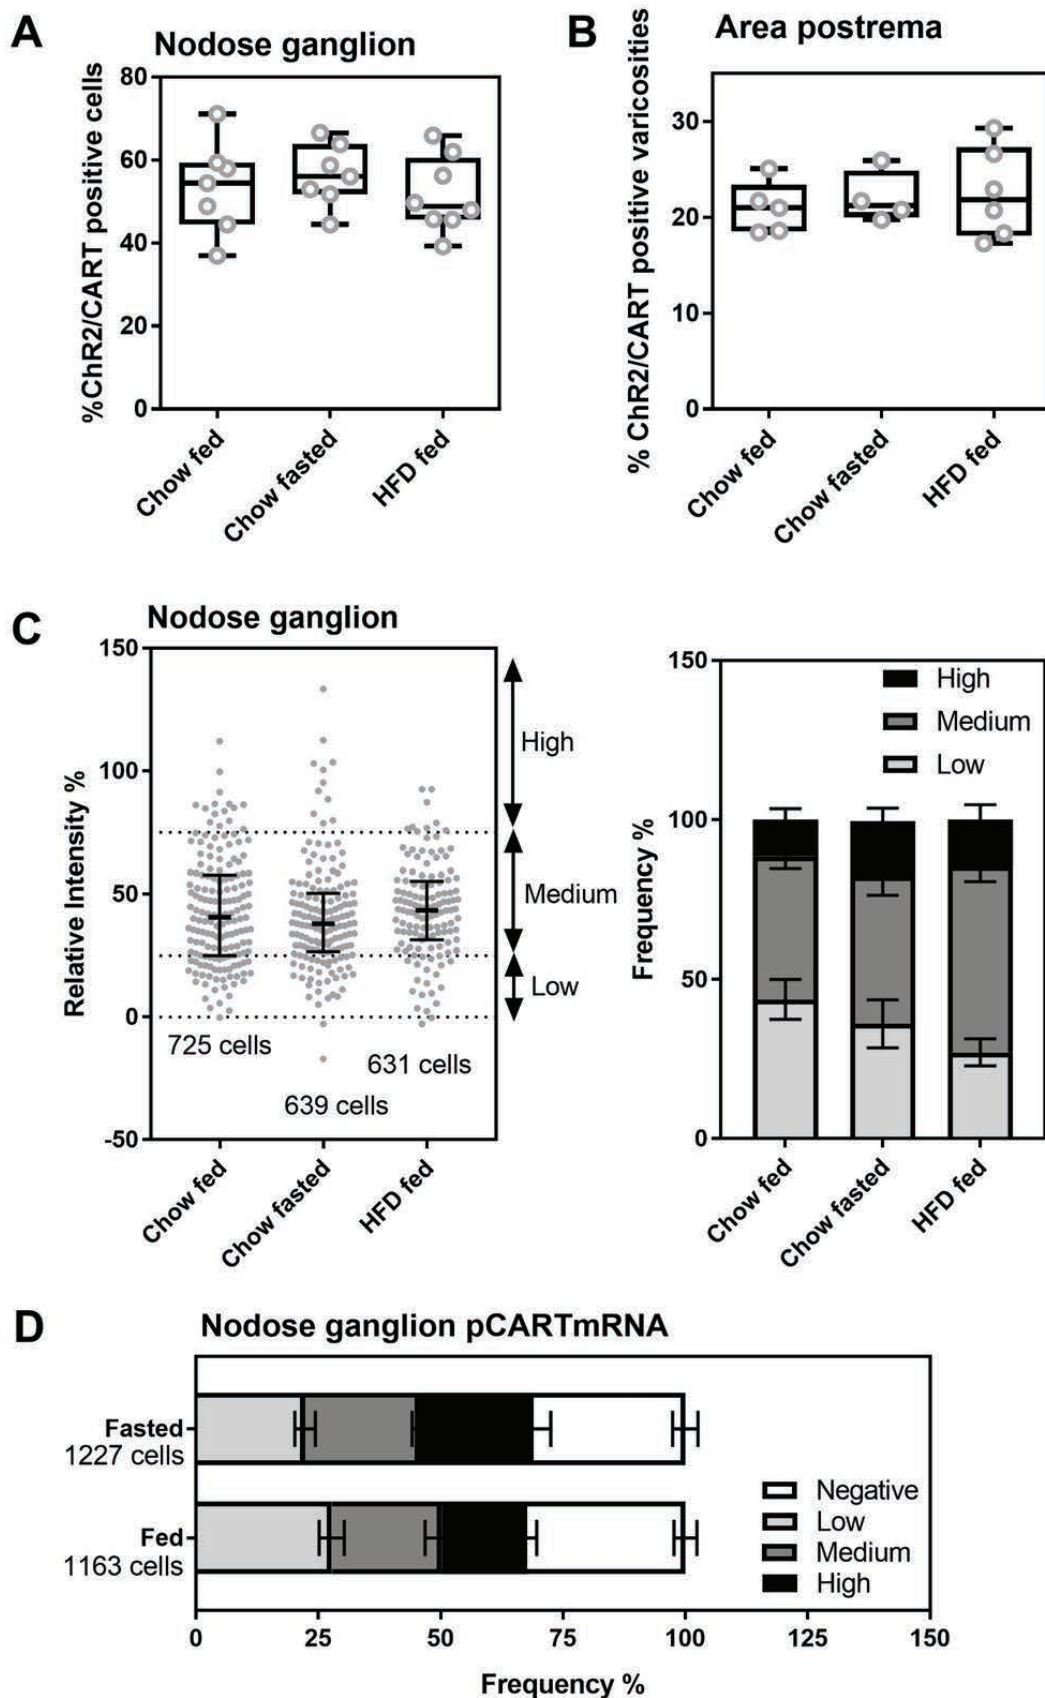 A
Nodose ganglion
%ChR2/CART positive cells
80
60
40
20
0
Chow fed
Chow fasted
HFD fed
B
Area postrema
% ChR2/CART positive varicosities
30
20
10
0
Chow fed
Chow fasted
HFD fed
C
Nodose ganglion
Relative Intensity %
150
100
50
0
-50
High
Medium
Low
725 cells
639 cells
631 cells
Chow fed
Chow fasted
HFD fed
Frequency %
150
100
50
0
High
Medium
Low
Chow fed
Chow fasted
HFD fed
D
Nodose ganglion pCARTmRNA
Fasted
1227 cells
Fed
1163 cells
Negative
Low
Medium
High
0 25 50 75 100 125 150
Frequency %